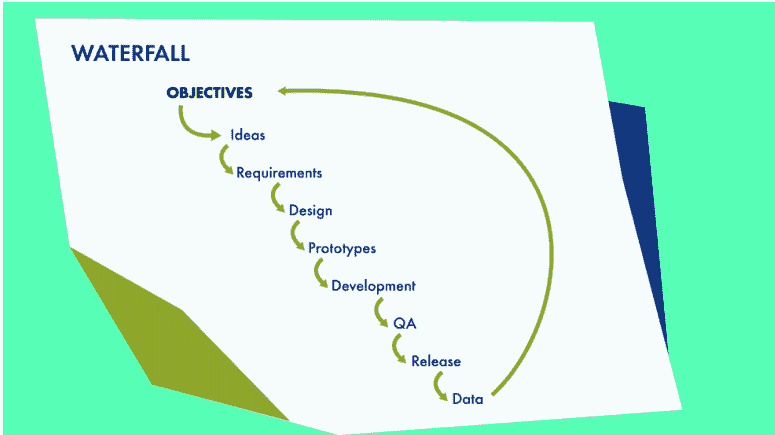 WATERFALL
OBJECTIVES
Ideas
Requirements
Design
Prototypes
Development
QA
Release
Data